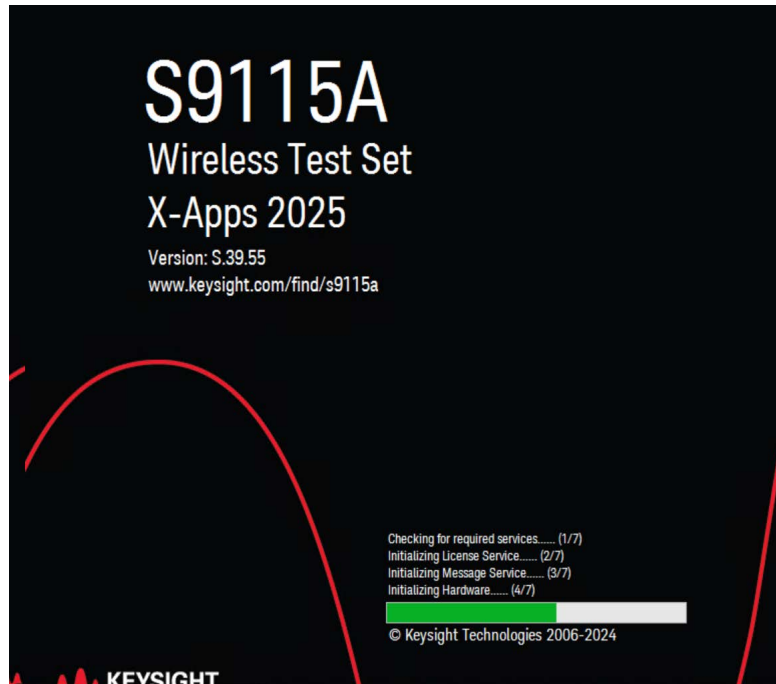 S9115A
Wireless Test Set
X-Apps 2025
Version: S.39.55
www.keysight.com/find/s9115a
Checking for required services...... (1/7)
Initializing License Service...... (2/7)
Initializing Message Service...... (3/7)
Initializing Hardware...... (4/7)
© Keysight Technologies 2006-2024
KEYSIGHT